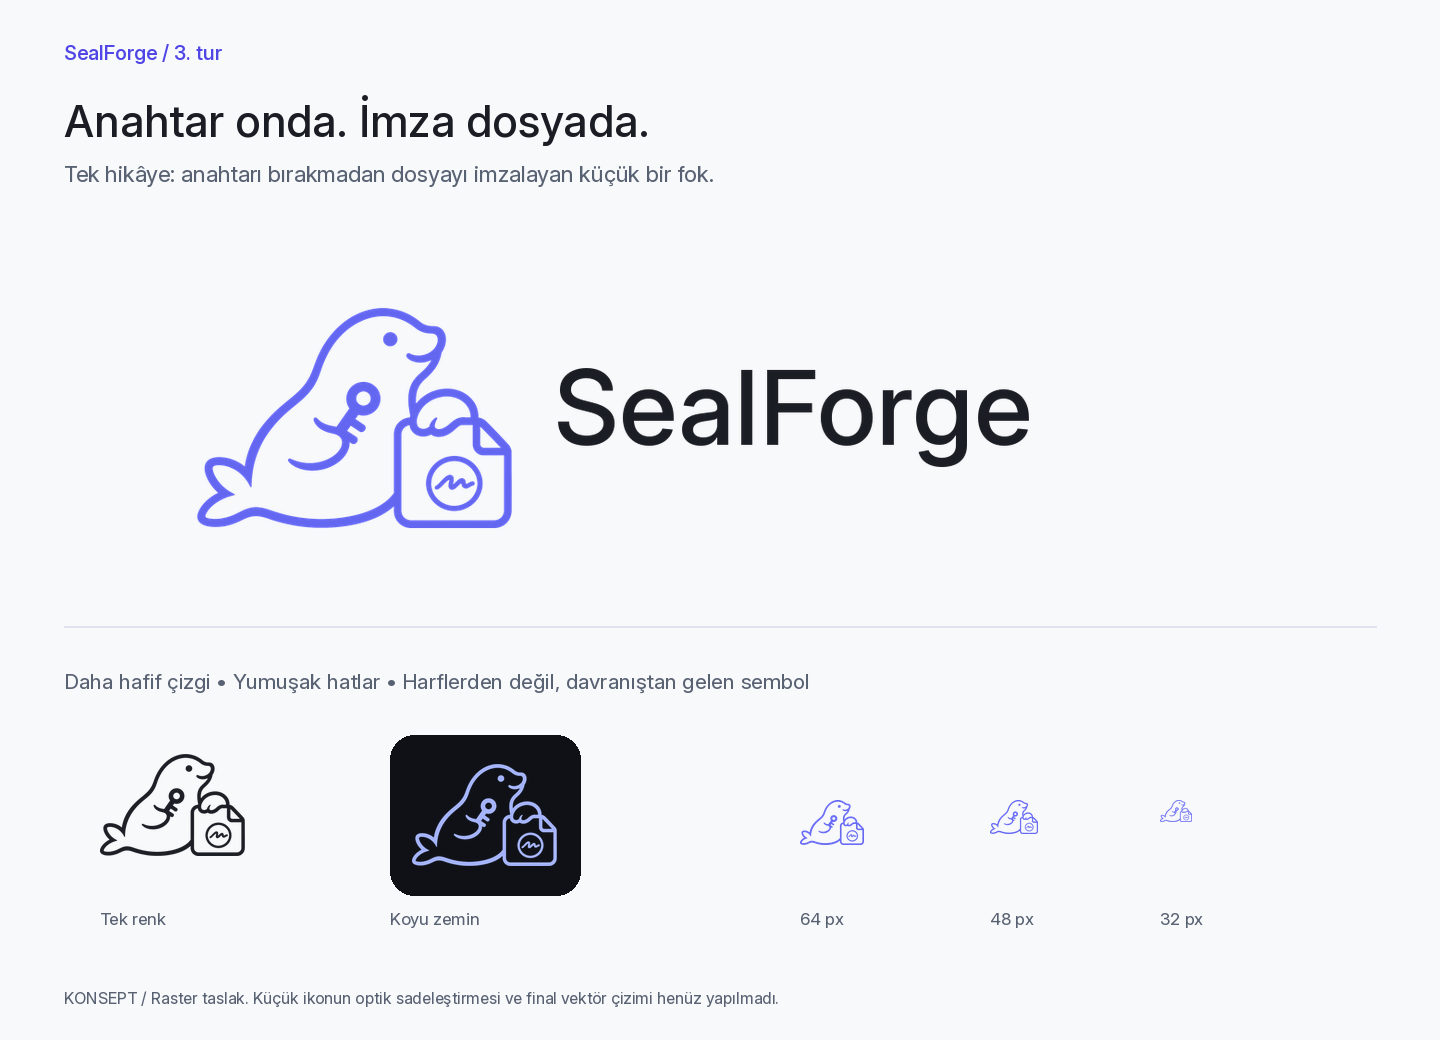 SealForge / 3. tur
Anahtar onda. İmza dosyada.
Tek hikâye: anahtarı bırakmadan dosyayı imzalayan küçük bir fok.
SealForge
Daha hafif çizgi • Yumuşak hatlar • Harflerden değil, davranıştan gelen sembol
Tek renk
Koyu zemin
64 px
48 px
32 px
KONSEPT / Raster taslak. Küçük ikonun optik sadeleştirmesi ve final vektör çizimi henüz yapılmadı.